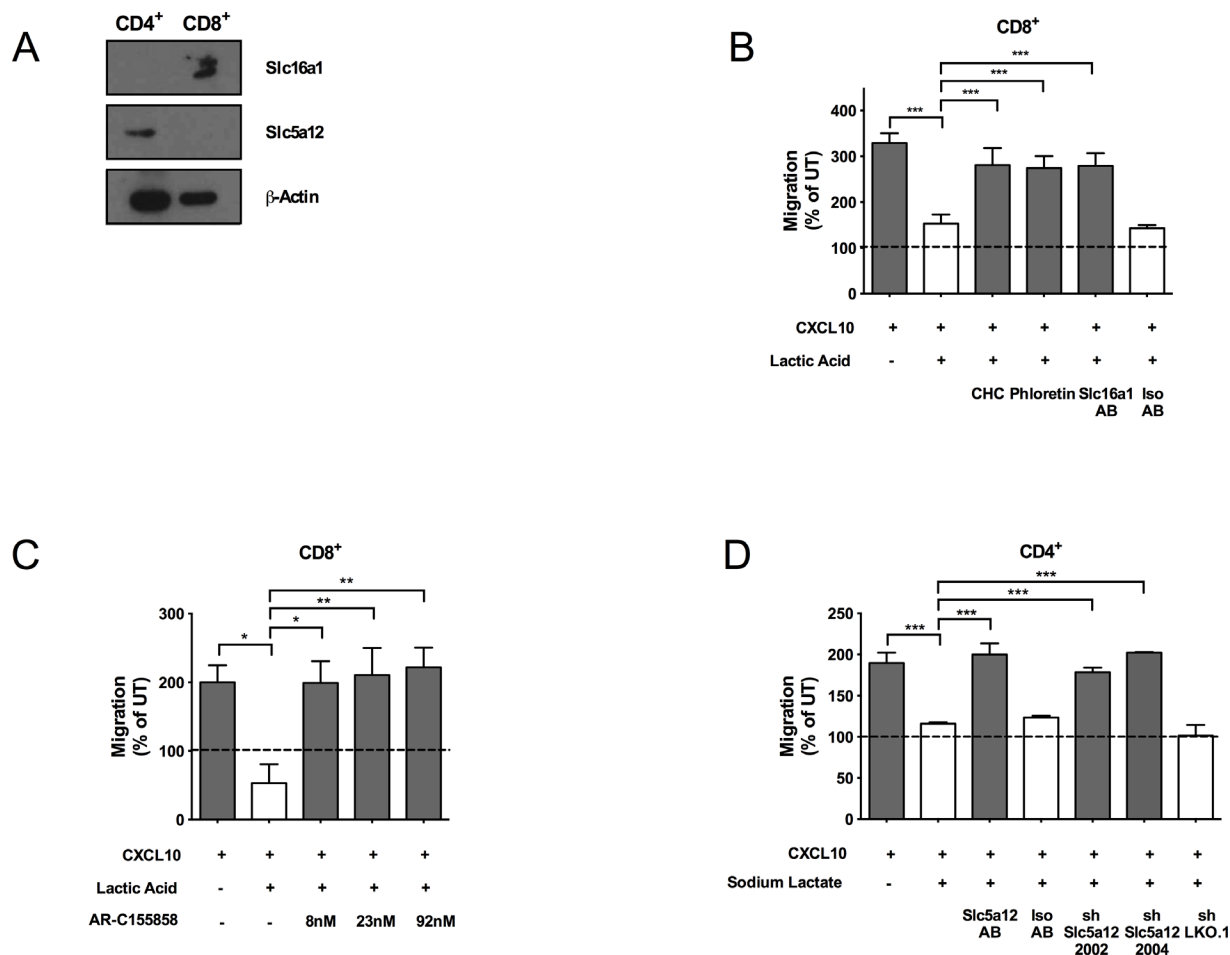 A
CD4+ CD8+
Slc16a1
Slc5a12
β-Actin
B
CD8+
*** *** *** ***
Migration
(% of UT)
400
300
200
100
0
CXCL10 + + + + + +
Lactic Acid - + + + + +
CHC Phloretin Slc16a1 Iso
AB AB
C
CD8+
* * ** **
Migration
(% of UT)
300
200
100
0
CXCL10 + + + + +
Lactic Acid - + + + +
AR-C155858 - - 8nM 23nM 92nM
D
CD4+
*** *** *** ***
Migration
(% of UT)
250
200
150
100
50
0
CXCL10 + + + + + + +
Sodium Lactate - + + + + + +
Slc5a12 Iso sh sh sh
AB AB Slc5a12 Slc5a12 LKO.1
2002 2004